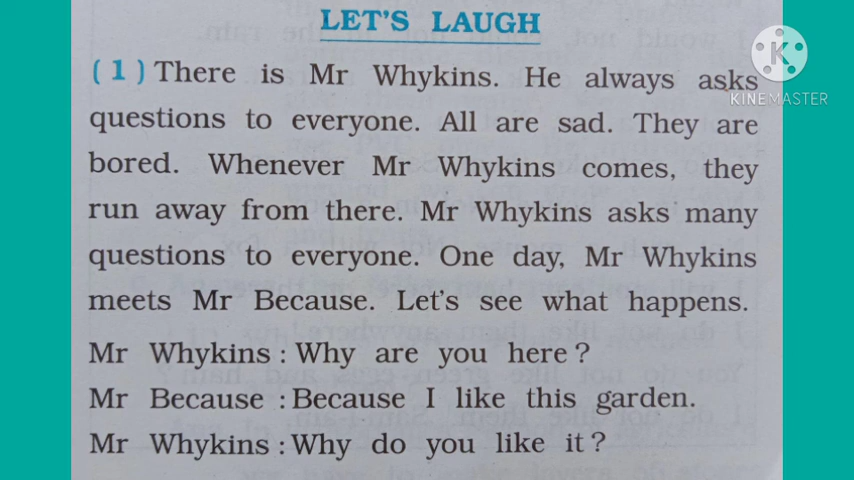 LET'S LAUGH
(1) There is Mr Whykins. He always asks
questions to everyone. All are sad. They are
bored. Whenever Mr Whykins comes, they
run away from there. Mr Whykins asks many
questions to everyone. One day, Mr Whykins
meets Mr Because. Let's see what happens.
Mr Whykins : Why are you here?
Mr Because : Because I like this garden.
Mr Whykins : Why do you like it?
K
KINEMASTER